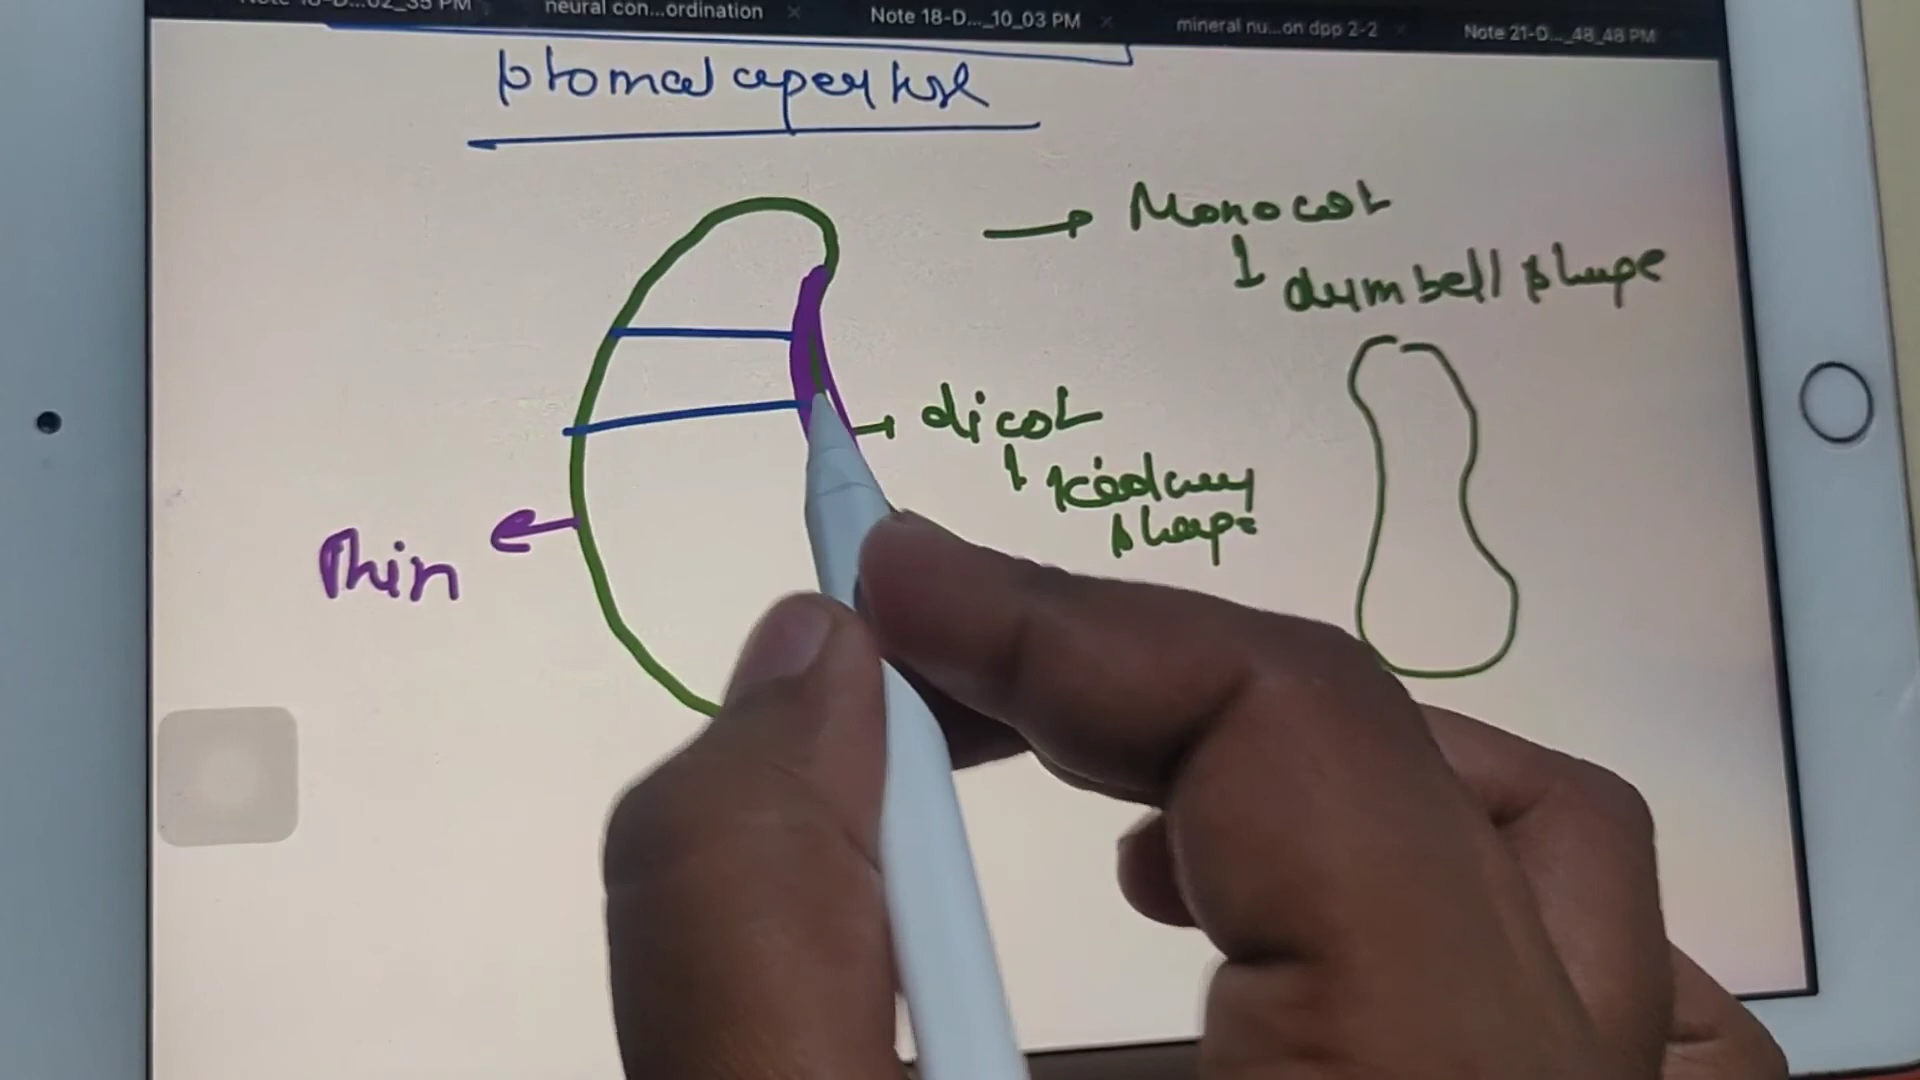 neural con...ordination
Note 18-D..._10_03 PM
mineral nu...on dpp 2-2
Note 21-D..._48_48 PM
stomal aperture
Monocot
dumbell shape
dicot
Kidney
shape
Thin